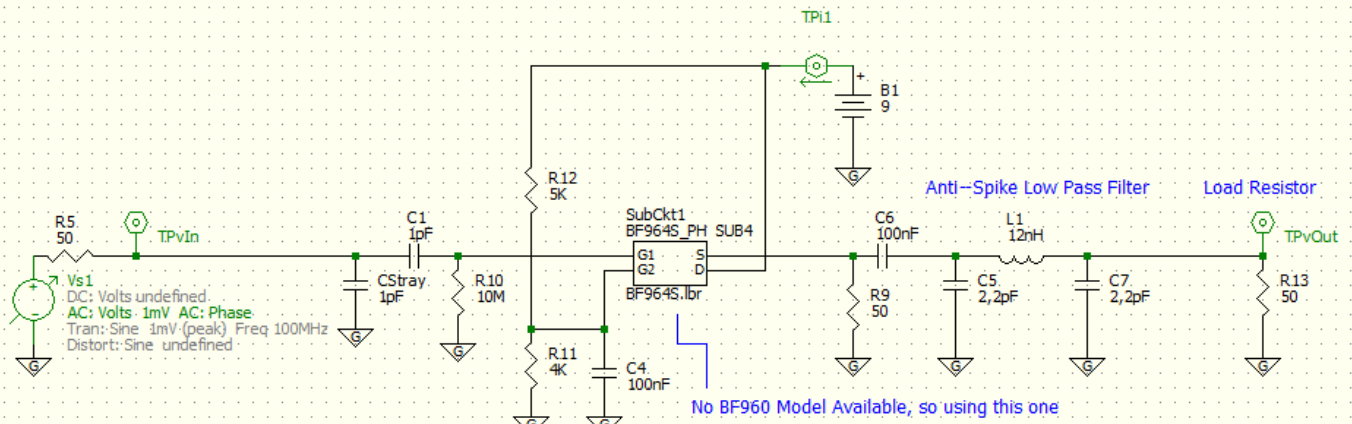 TPi1
+
B1
9
R12
5K
Anti--Spike Low Pass Filter
Load Resistor
R5
50
TPvIn
C1
1pF
SubCkt1
BF964S_PH SUB4
G1 S
G2 D
BF964S.lbr
C6
100nF
L1
12nH
TPvOut
Vs1
DC: Volts undefined
AC: Volts 1mV AC: Phase
Tran: Sine 1mV (peak) Freq 100MHz
Distort: Sine undefined
CStray
1pF
R10
10M
R9
50
C5
2,2pF
C7
2,2pF
R13
50
R11
4K
C4
100nF
G
G
G
G
G
G
G
G
G
G
No BF960 Model Available, so using this one